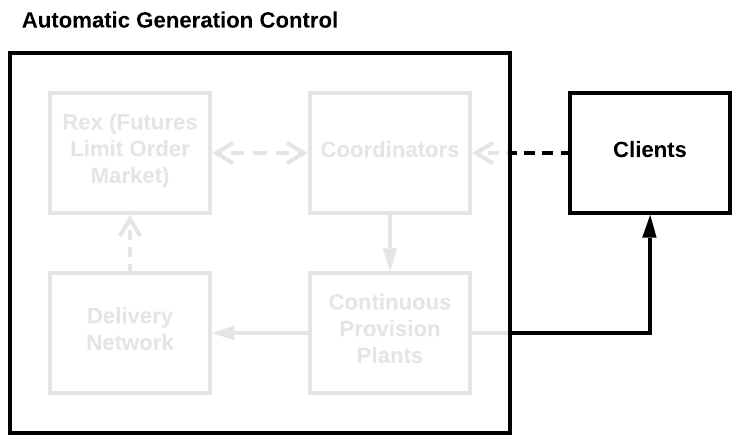 Automatic Generation Control
Rex (Futures
Limit Order
Market)
Coordinators
Clients
Delivery
Network
Continuous
Provision
Plants